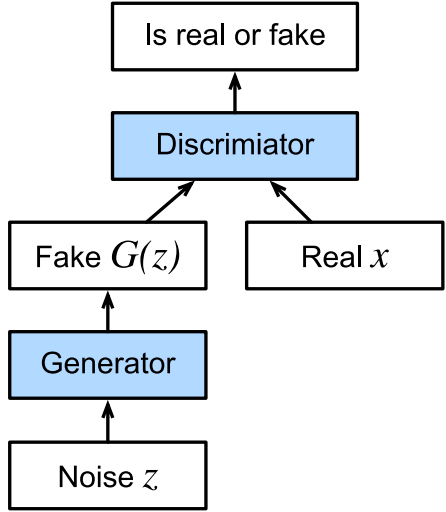 Is real or fake
Discrimiator
Fake G(z)
Real x
Generator
Noise z